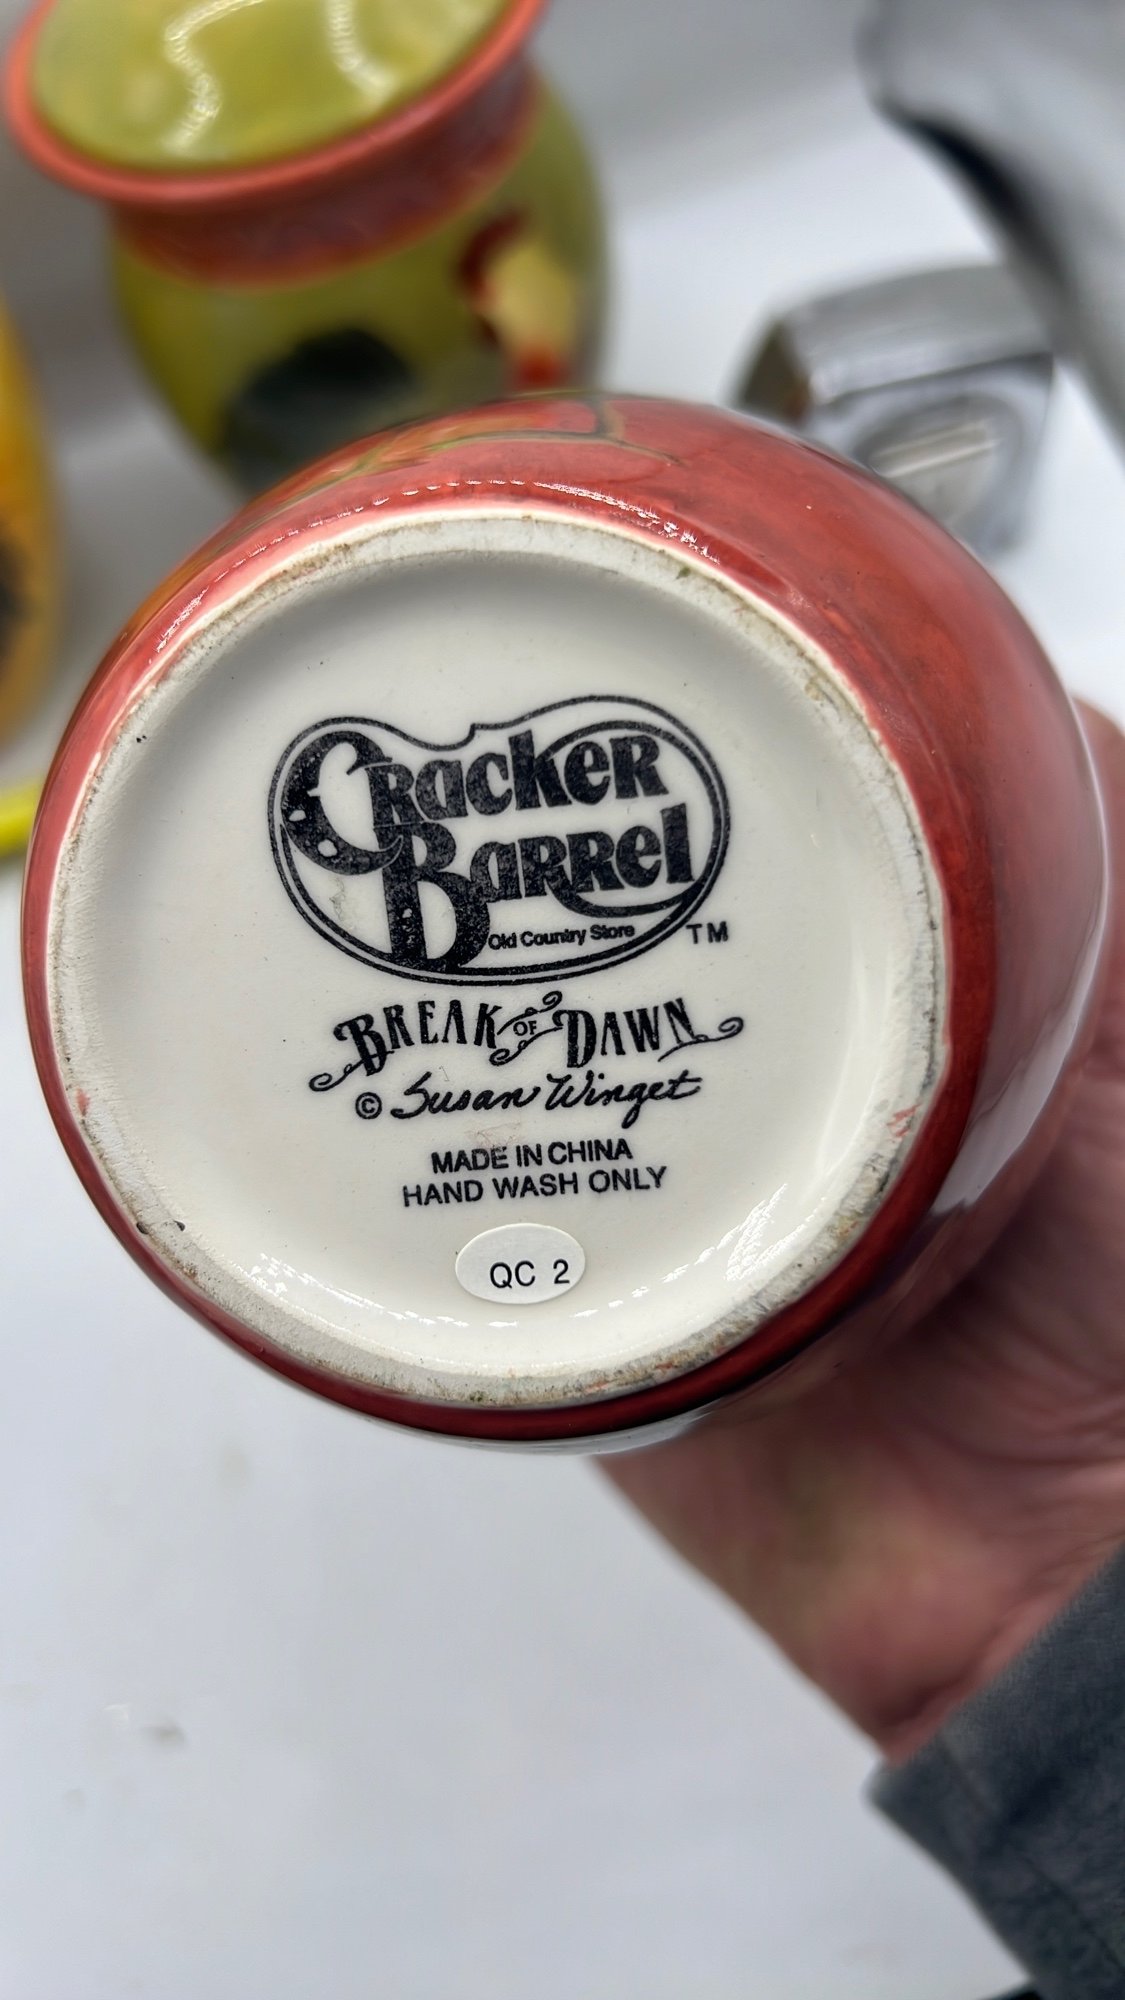 Cracker
Barrel
Old Country Store TM
BREAK OF DAWN
© Susan Winget
MADE IN CHINA
HAND WASH ONLY
QC 2